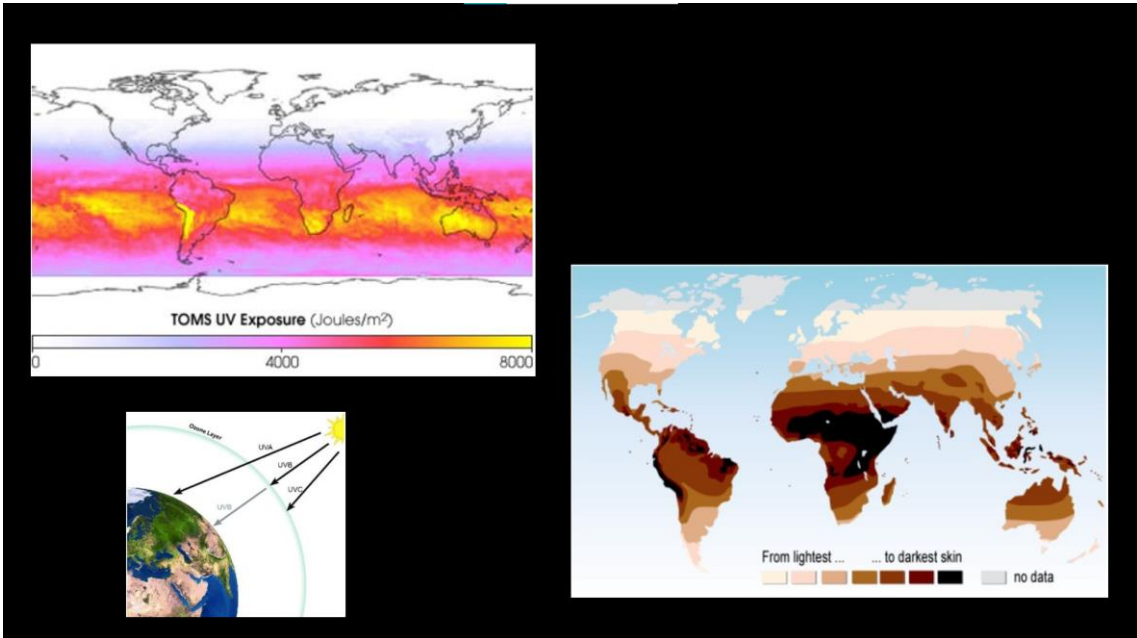 TOMS UV Exposure (Joules/m²)
0 4000 8000
Ozone Layer
UVA
UVB
UVC
UVB
From lightest ... ... to darkest skin
no data